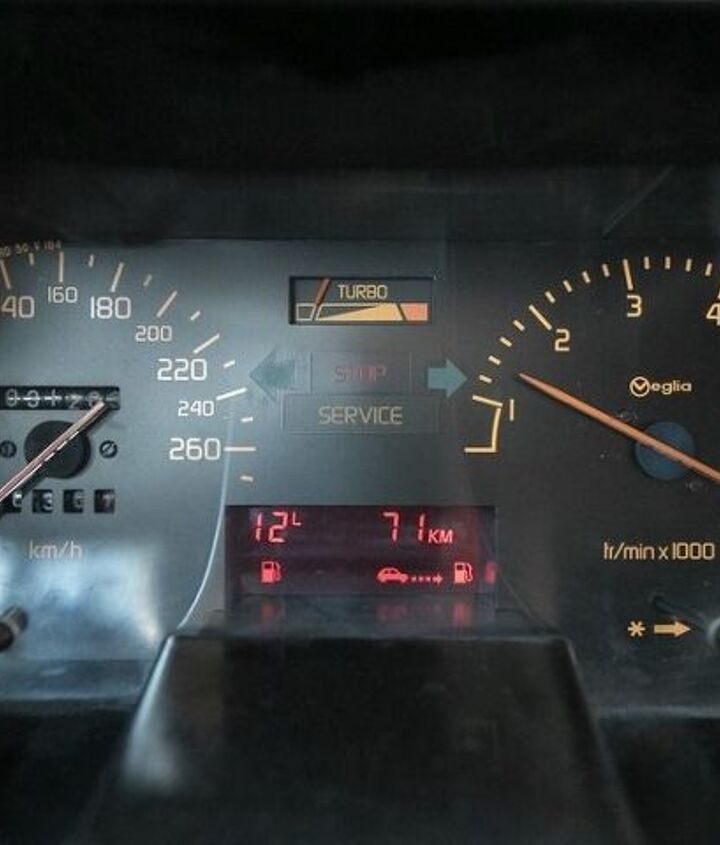 160
180
200
220
240
260
km/h
TURBO
STOP
SERVICE
12L 71KM
1
2
3
4
Veglia
tr/min x 1000